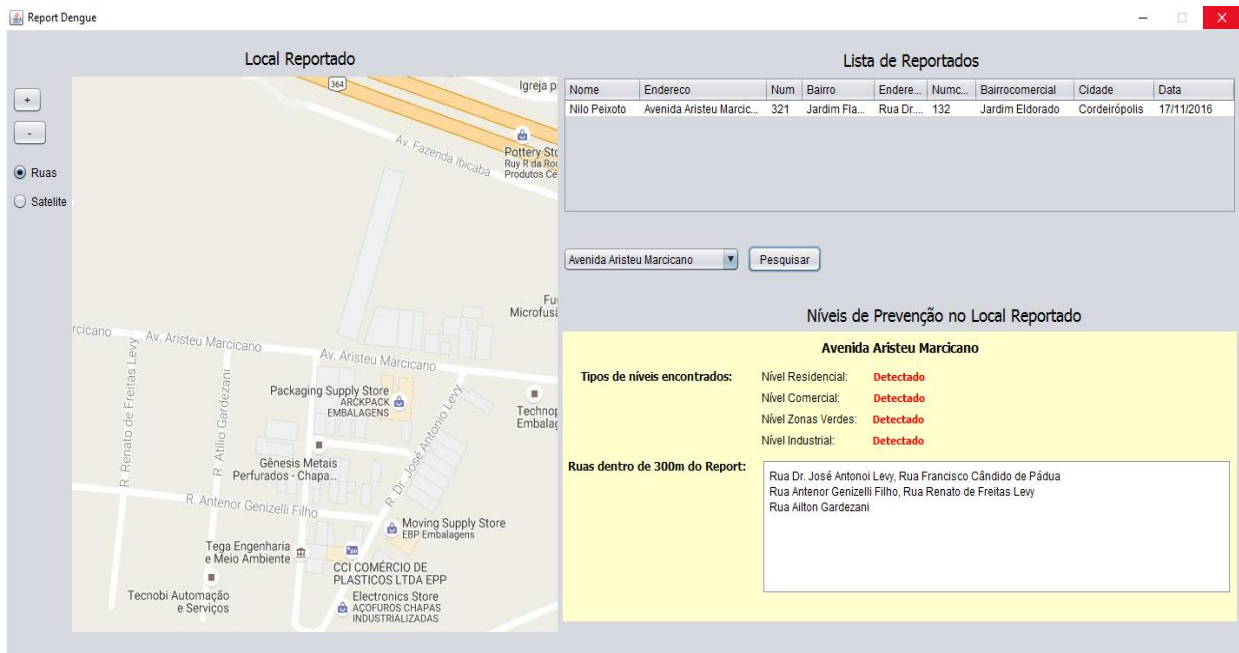 Report Dengue
Local Reportado
+
-
Ruas
Satelite
364
Igreja p
Av. Fazenda Ibicaba
Pottery Sto
Ruy R da Roc
Produtos Ce
Fu
Microfusã
rcicano
Av. Aristeu Marcicano
Av. Aristeu Marcicano
R. Renato de Freitas Levy
R. Atílio Gardezani
Packaging Supply Store
ARCKPACK
EMBALAGENS
Technop
Embalag
R. Dr. José Antonio Levy
Gênesis Metais
Perfurados - Chapa...
R. Antenor Genizelli Filho
Moving Supply Store
EBP Embalagens
Tega Engenharia
e Meio Ambiente
CCI COMÉRCIO DE
PLASTICOS LTDA EPP
Tecnobi Automação
e Serviços
Electronics Store
AÇOFUROS CHAPAS
INDUSTRIALIZADAS
Lista de Reportados
Nome Endereco Num Bairro Endere... Numc... Bairrocomercial Cidade Data
Nilo Peixoto Avenida Aristeu Marcic... 321 Jardim Fla... Rua Dr.... 132 Jardim Eldorado Cordeirópolis 17/11/2016
Avenida Aristeu Marcicano Pesquisar
Níveis de Prevenção no Local Reportado
Avenida Aristeu Marcicano
Tipos de níveis encontrados: Nível Residencial: Detectado
Nível Comercial: Detectado
Nível Zonas Verdes: Detectado
Nível Industrial: Detectado
Ruas dentro de 300m do Report:
Rua Dr. José Antonoi Levy, Rua Francisco Cândido de Pádua
Rua Antenor Genizelli Filho, Rua Renato de Freitas Levy
Rua Ailton Gardezani